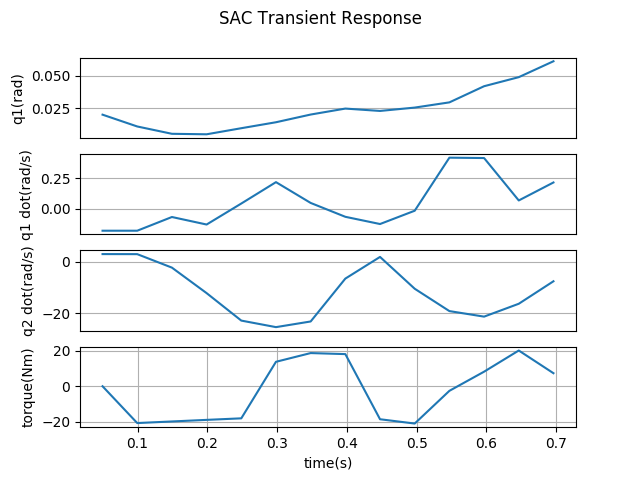 SAC Transient Response
q1(rad)
0.050
0.025
q1 dot(rad/s)
0.25
0.00
q2 dot(rad/s)
0
−20
torque(Nm)
20
0
−20
0.1 0.2 0.3 0.4 0.5 0.6 0.7
time(s)